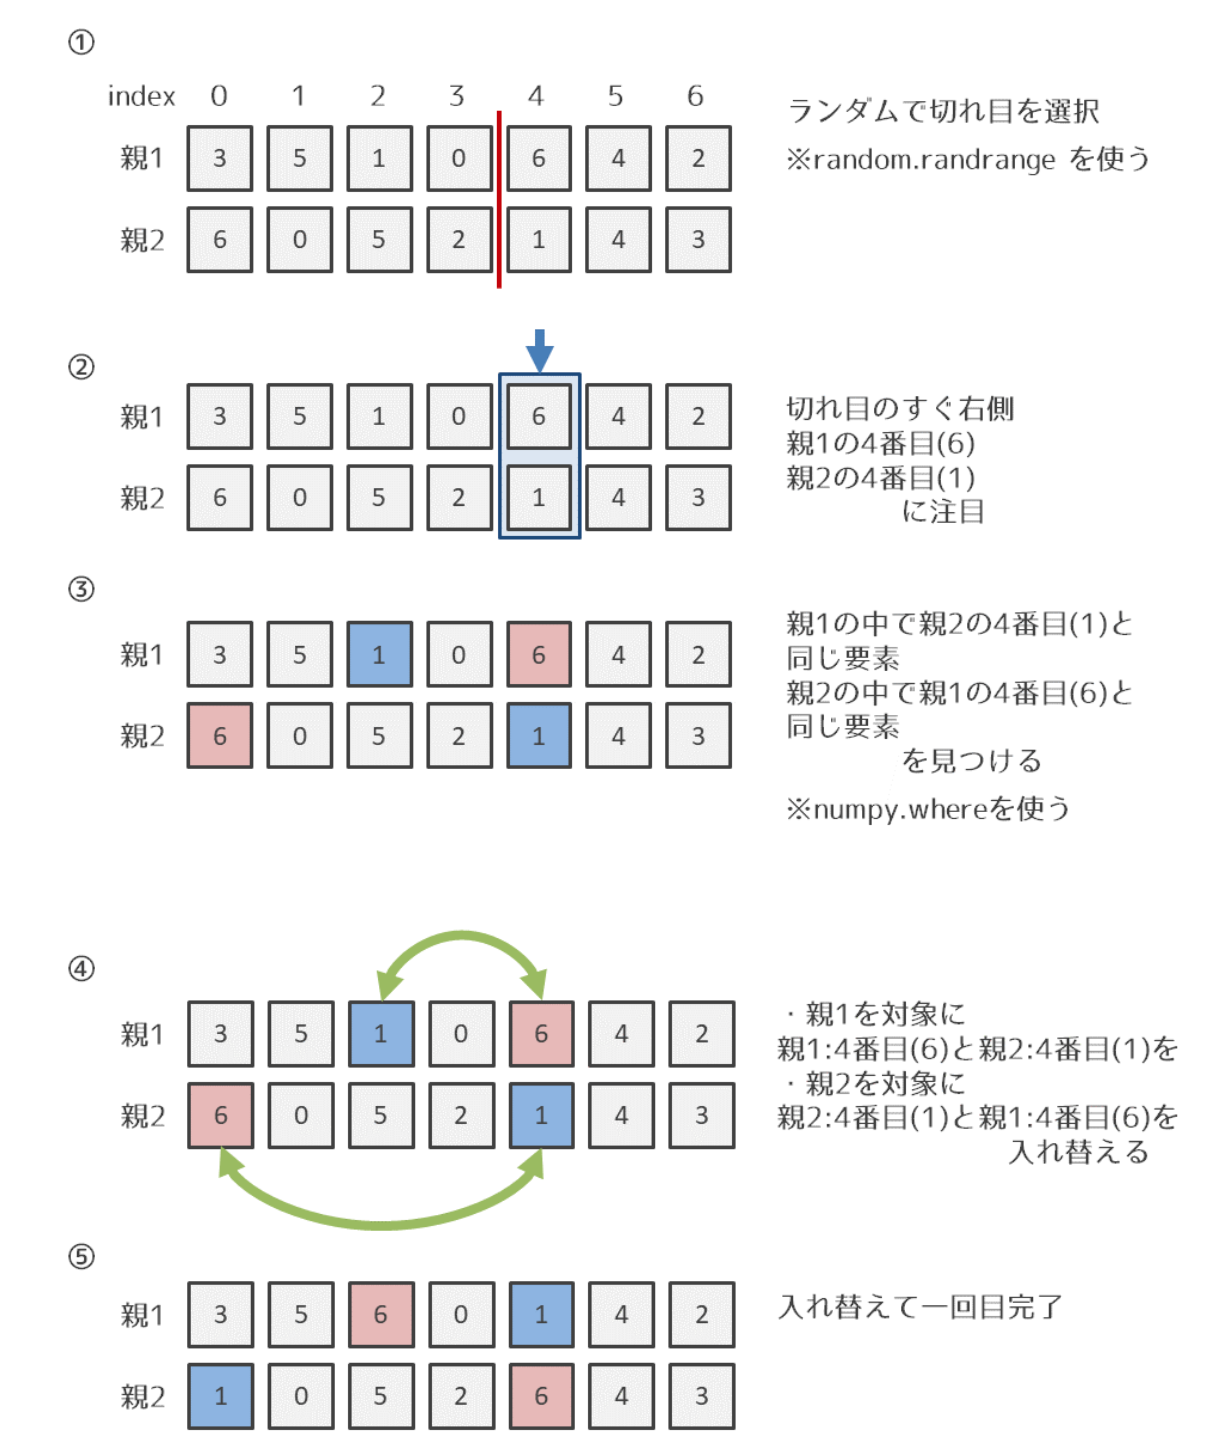 ①
index 0 1 2 3 4 5 6
親1 3 5 1 0 6 4 2
親2 6 0 5 2 1 4 3
ランダムで切れ目を選択
※random.randrange を使う
②
親1 3 5 1 0 6 4 2
親2 6 0 5 2 1 4 3
切れ目のすぐ右側
親1の4番目(6)
親2の4番目(1)
に注目
③
親1 3 5 1 0 6 4 2
親2 6 0 5 2 1 4 3
親1の中で親2の4番目(1)と
同じ要素
親2の中で親1の4番目(6)と
同じ要素
を見つける
※numpy.whereを使う
④
親1 3 5 1 0 6 4 2
親2 6 0 5 2 1 4 3
・親1を対象に
親1:4番目(6)と親2:4番目(1)を
・親2を対象に
親2:4番目(1)と親1:4番目(6)を
入れ替える
⑤
親1 3 5 6 0 1 4 2
親2 1 0 5 2 6 4 3
入れ替えて一回目完了